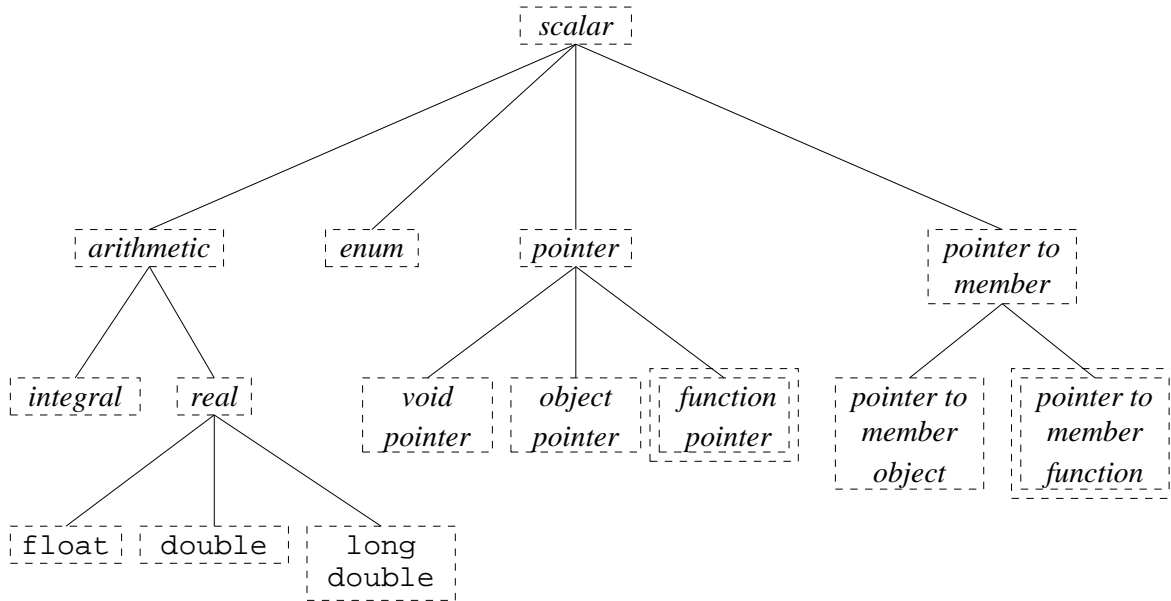 scalar
arithmetic
enum
pointer
pointer to
member
integral
real
void
pointer
object
pointer
function
pointer
pointer to
member
object
pointer to
member
function
float
double
long
double